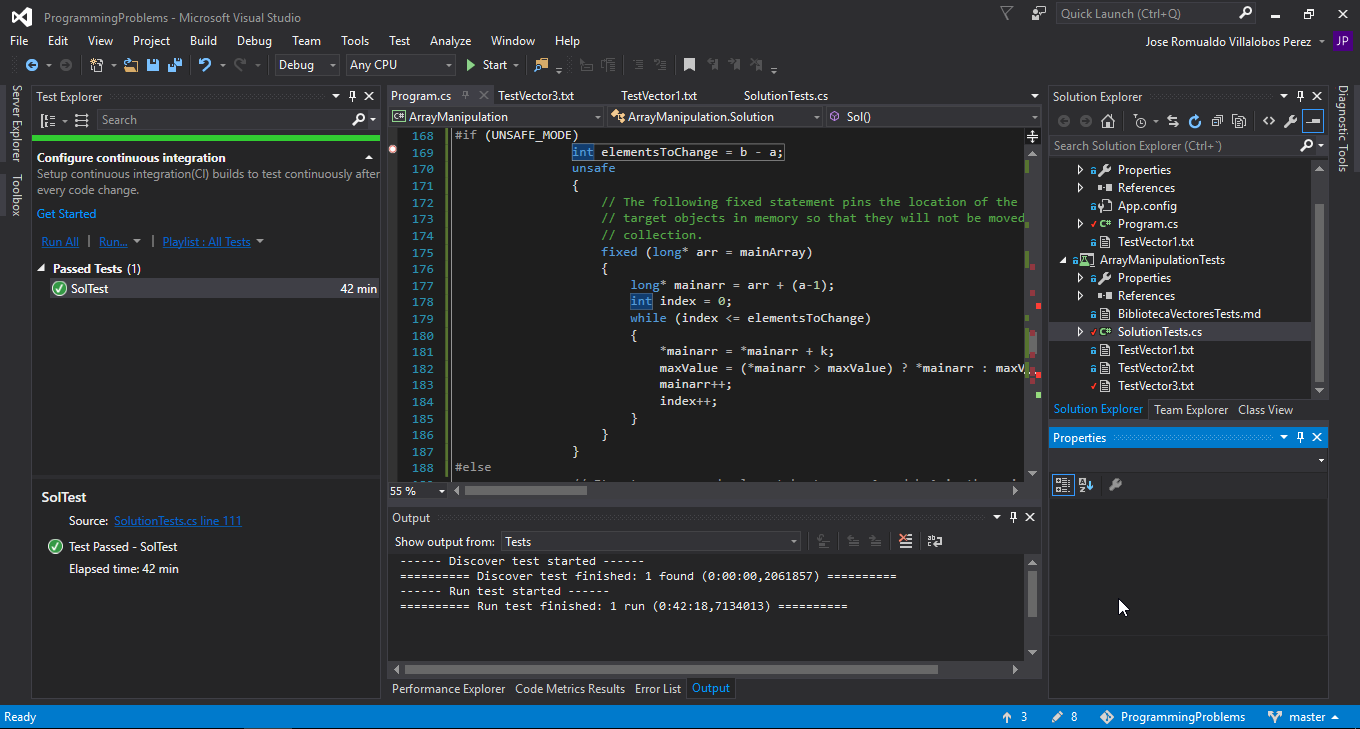 ProgrammingProblems - Microsoft Visual Studio
Quick Launch (Ctrl+Q)
File Edit View Project Build Debug Team Tools Test Analyze Window Help
Jose Romualdo Villalobos Perez JP
Debug Any CPU Start
Server Explorer
Toolbox
Test Explorer
Search
Configure continuous integration
Setup continuous integration(CI) builds to test continuously after
every code change.
Get Started
Run All | Run... | Playlist : All Tests
Passed Tests (1)
SolTest 42 min
SolTest
Source: SolutionTests.cs line 111
Test Passed - SolTest
Elapsed time: 42 min
Program.cs TestVector3.txt TestVector1.txt SolutionTests.cs
C# ArrayManipulation ArrayManipulation.Solution Sol()
168 #if (UNSAFE_MODE)
169 int elementsToChange = b - a;
170 unsafe
171 {
172 // The following fixed statement pins the location of the
173 // target objects in memory so that they will not be moved
174 // collection.
175 fixed (long* arr = mainArray)
176 {
177 long* mainarr = arr + (a-1);
178 int index = 0;
179 while (index <= elementsToChange)
180 {
181 *mainarr = *mainarr + k;
182 maxValue = (*mainarr > maxValue) ? *mainarr : maxV
183 mainarr++;
184 index++;
185 }
186 }
187 }
188 #else
55 %
Output
Show output from: Tests
------ Discover test started ------
========== Discover test finished: 1 found (0:00:00,2061857) ==========
------ Run test started ------
========== Run test finished: 1 run (0:42:18,7134013) ==========
Performance Explorer Code Metrics Results Error List Output
Solution Explorer
Search Solution Explorer (Ctrl+¨)
Properties
References
App.config
C# Program.cs
TestVector1.txt
ArrayManipulationTests
Properties
References
BibliotecaVectoresTests.md
C# SolutionTests.cs
TestVector1.txt
TestVector2.txt
TestVector3.txt
Solution Explorer Team Explorer Class View
Properties
Diagnostic Tools
Ready
3 8 ProgrammingProblems master